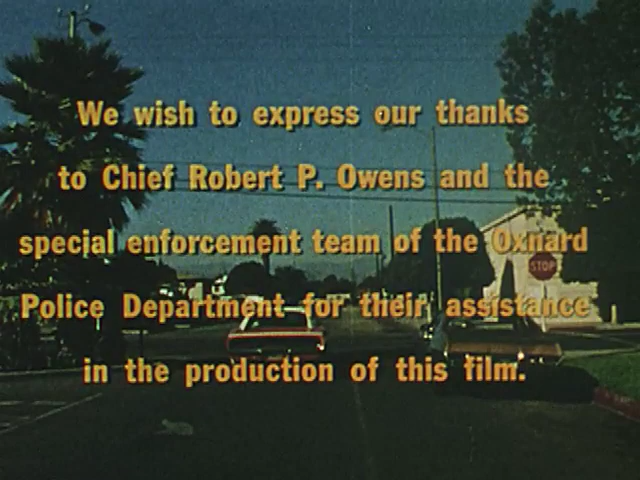 We wish to express our thanks
to Chief Robert P. Owens and the
special enforcement team of the Oxnard
Police Department for their assistance
in the production of this film.
STOP